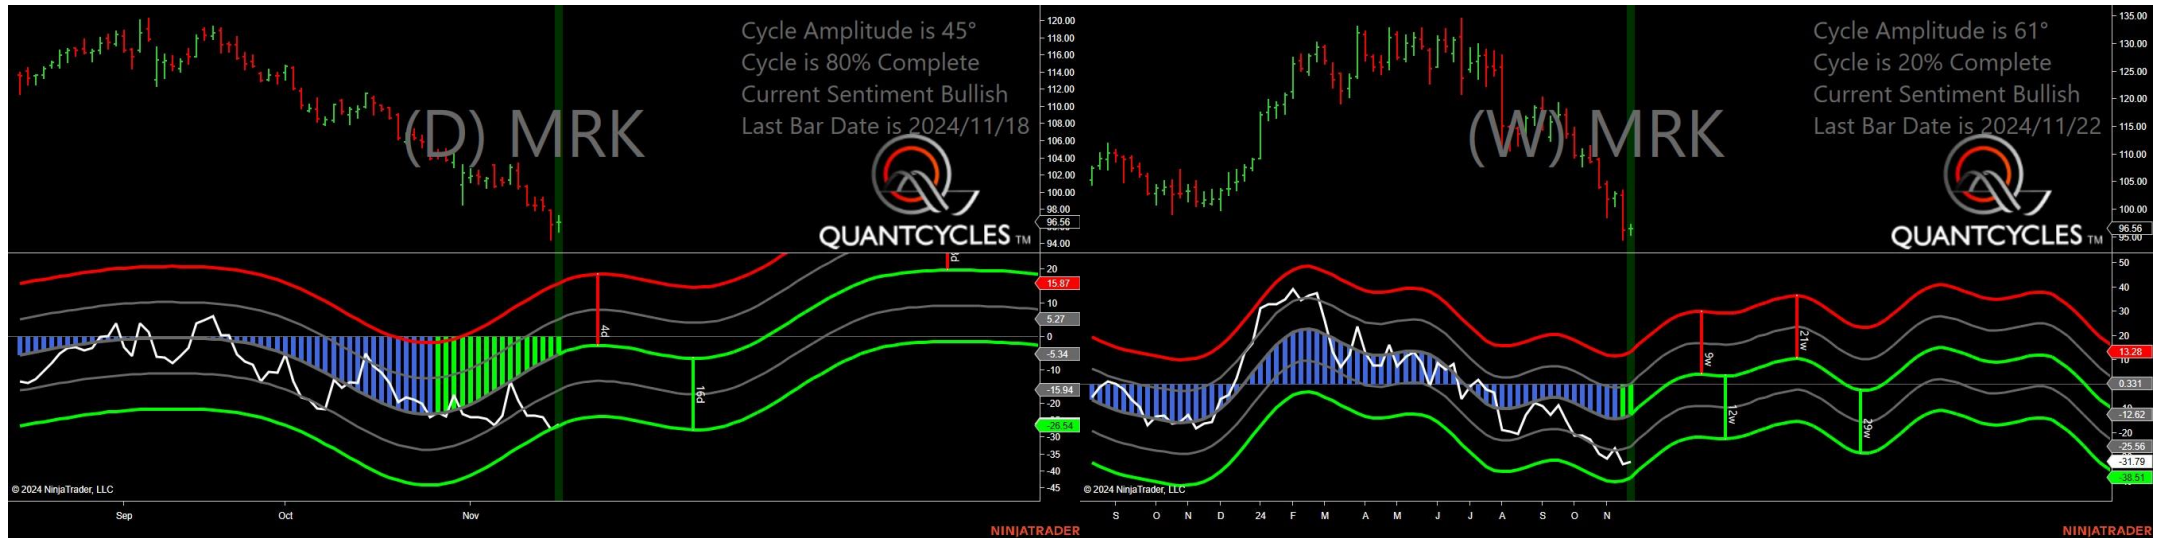 Cycle Amplitude is 45°
Cycle is 80% Complete
Current Sentiment Bullish
Last Bar Date is 2024/11/18
(D) MRK
QUANTCYCLES TM
120.00
118.00
116.00
114.00
112.00
110.00
108.00
106.00
104.00
102.00
100.00
98.00
96.56
94.00
20
15.87
10
5.27
0
-5.34
-10
-15.94
-20
-26.54
-30
-35
-40
-45
4d
16d
© 2024 NinjaTrader, LLC
Sep
Oct
Nov
NINJATRADER
Cycle Amplitude is 61°
Cycle is 20% Complete
Current Sentiment Bullish
Last Bar Date is 2024/11/22
(W) MRK
QUANTCYCLES TM
135.00
130.00
125.00
120.00
115.00
110.00
105.00
100.00
96.56
95.00
50
40
30
20
13.28
10
0.331
-12.62
-20
-25.56
-31.79
-38.51
9w
12w
21w
29w
© 2024 NinjaTrader, LLC
S O N D 24 F M A M J J A S O N
NINJATRADER